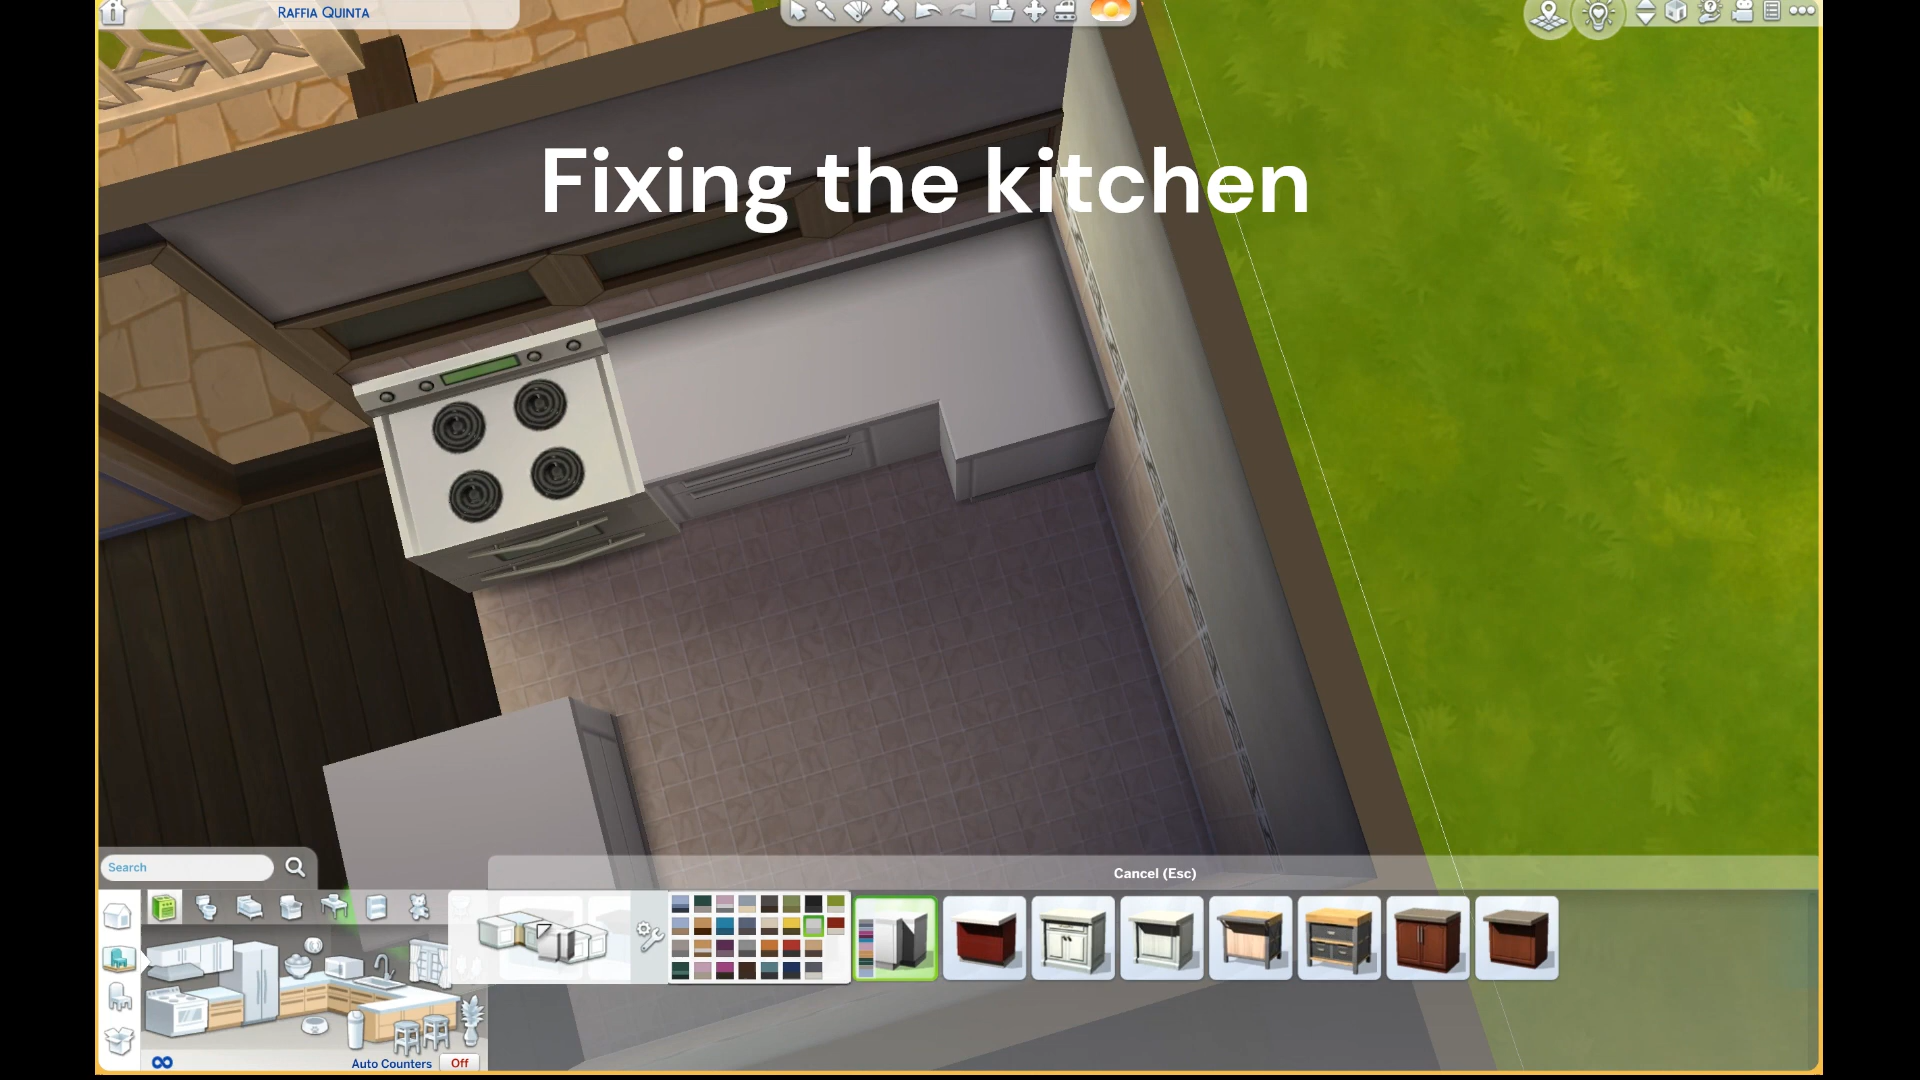 RAFFIA QUINTA
Fixing the kitchen
Search
Cancel (Esc)
Auto Counters Off